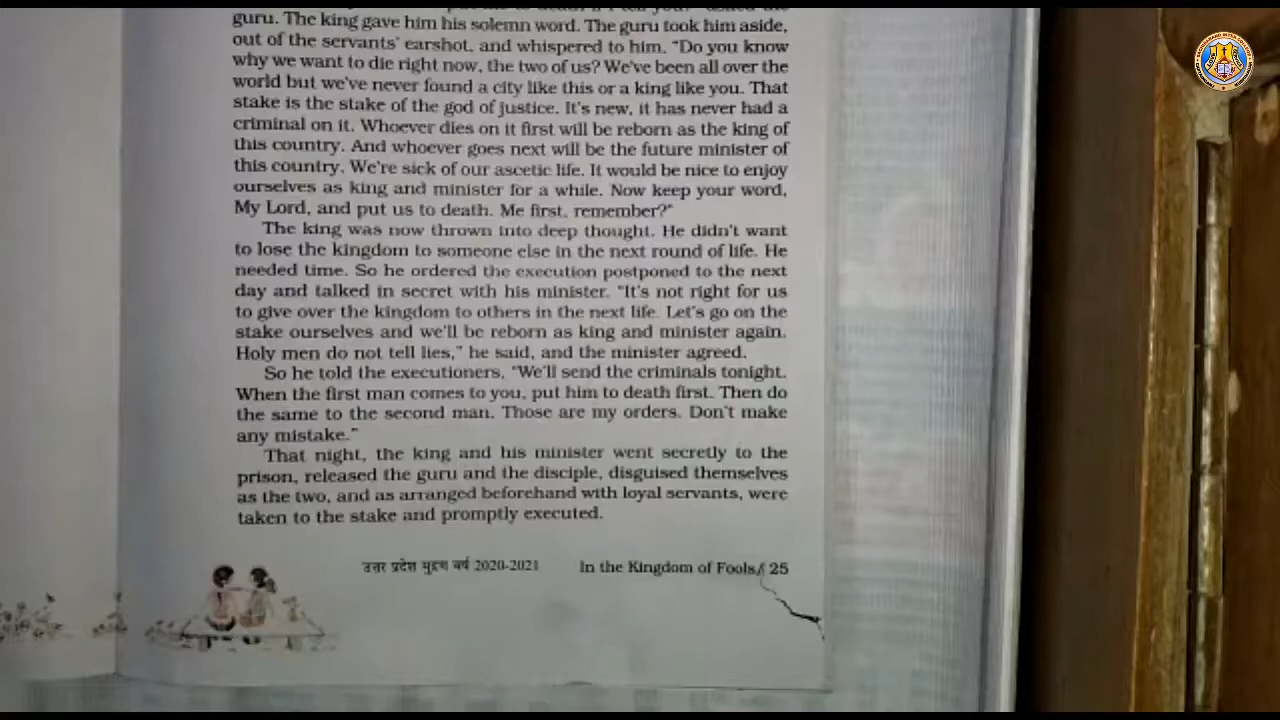 guru. The king gave him his solemn word. The guru took him aside,
out of the servants' earshot, and whispered to him, "Do you know
why we want to die right now, the two of us? We've been all over the
world but we've never found a city like this or a king like you. That
stake is the stake of the god of justice. It's new, it has never had a
criminal on it. Whoever dies on it first will be reborn as the king of
this country. And whoever goes next will be the future minister of
this country. We're sick of our ascetic life. It would be nice to enjoy
ourselves as king and minister for a while. Now keep your word,
My Lord, and put us to death. Me first, remember?"
The king was now thrown into deep thought. He didn't want
to lose the kingdom to someone else in the next round of life. He
needed time. So he ordered the execution postponed to the next
day and talked in secret with his minister. "It's not right for us
to give over the kingdom to others in the next life. Let's go on the
stake ourselves and we'll be reborn as king and minister again.
Holy men do not tell lies," he said, and the minister agreed.
So he told the executioners, "We'll send the criminals tonight.
When the first man comes to you, put him to death first. Then do
the same to the second man. Those are my orders. Don't make
any mistake."
That night, the king and his minister went secretly to the
prison, released the guru and the disciple, disguised themselves
as the two, and as arranged beforehand with loyal servants, were
taken to the stake and promptly executed.
उत्तर प्रदेश मुद्रण वर्ष 2020-2021 In the Kingdom of Fools / 25